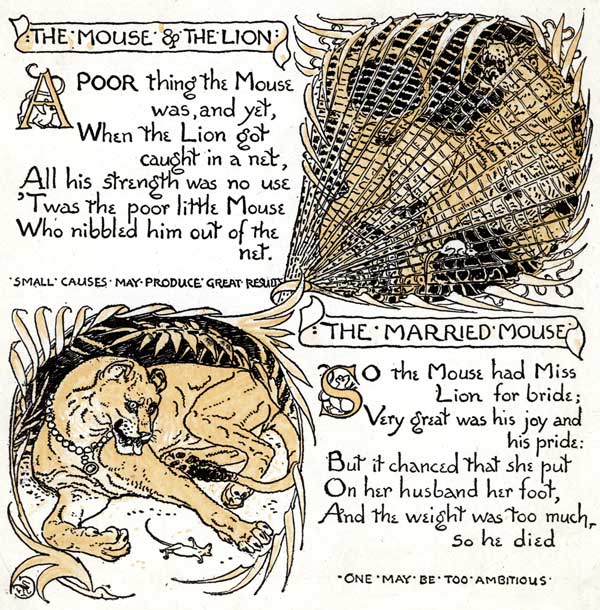 THE · MOUSE · & · THE · LION
A POOR thing the Mouse
was, and yet,
When the Lion got
caught in a net,
All his strength was no use
'Twas the poor little Mouse
Who nibbled him out of the
net.
· SMALL · CAUSES · MAY · PRODUCE · GREAT · RESULTS
THE · MARRIED · MOUSE
SO the Mouse had Miss
Lion for bride;
Very great was his joy and
his pride:
But it chanced that she put
On her husband her foot,
And the weight was too much,
so he died
· ONE · MAY · BE · TOO · AMBITIOUS ·